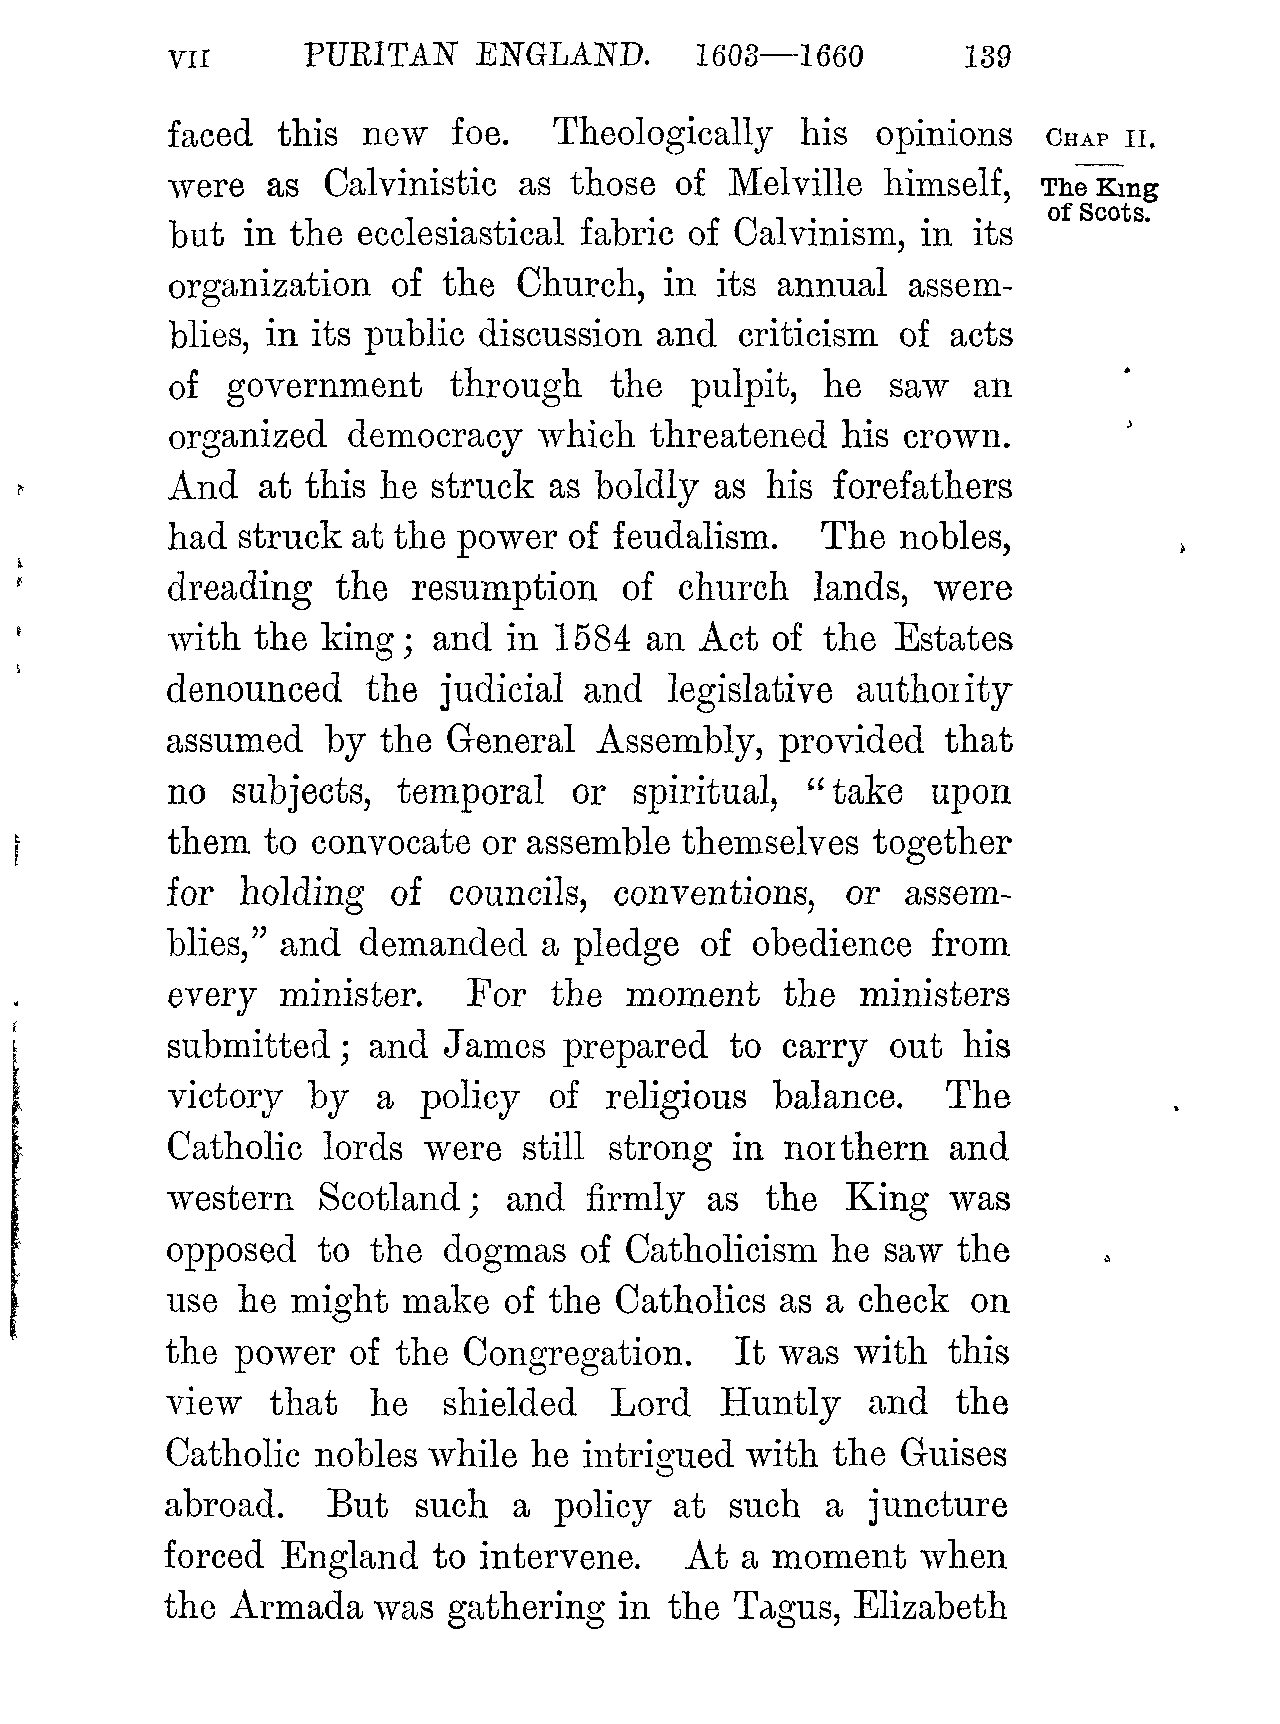 VII PURITAN ENGLAND. 1603—1660 139
CHAP II.
The King
of Scots.
faced this new foe. Theologically his opinions
were as Calvinistic as those of Melville himself,
but in the ecclesiastical fabric of Calvinism, in its
organization of the Church, in its annual assem-
blies, in its public discussion and criticism of acts
of government through the pulpit, he saw an
organized democracy which threatened his crown.
And at this he struck as boldly as his forefathers
had struck at the power of feudalism. The nobles,
dreading the resumption of church lands, were
with the king; and in 1584 an Act of the Estates
denounced the judicial and legislative authority
assumed by the General Assembly, provided that
no subjects, temporal or spiritual, “take upon
them to convocate or assemble themselves together
for holding of councils, conventions, or assem-
blies,” and demanded a pledge of obedience from
every minister. For the moment the ministers
submitted; and James prepared to carry out his
victory by a policy of religious balance. The
Catholic lords were still strong in northern and
western Scotland; and firmly as the King was
opposed to the dogmas of Catholicism he saw the
use he might make of the Catholics as a check on
the power of the Congregation. It was with this
view that he shielded Lord Huntly and the
Catholic nobles while he intrigued with the Guises
abroad. But such a policy at such a juncture
forced England to intervene. At a moment when
the Armada was gathering in the Tagus, Elizabeth